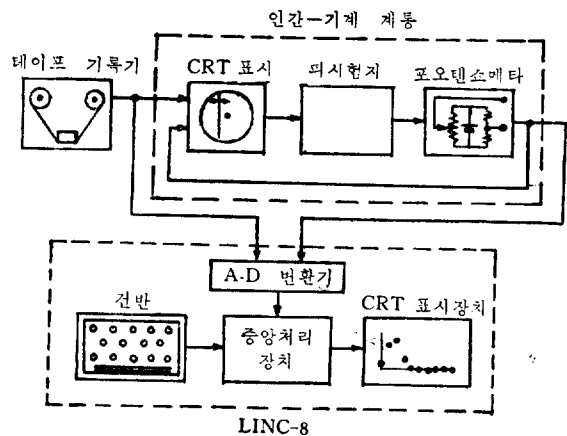 인간—기계 계통
테이프 기록기
CRT 표시
피시험자
포오텐쇼메타
A-D 변환기
건반
중앙처리
장치
CRT 표시장치
LINC-8